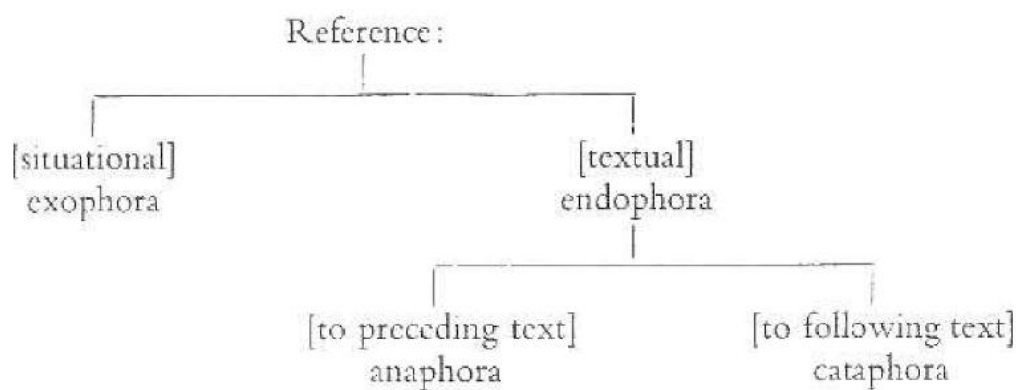 Reference:
[situational]
exophora
[textual]
endophora
[to preceding text]
anaphora
[to following text]
cataphora